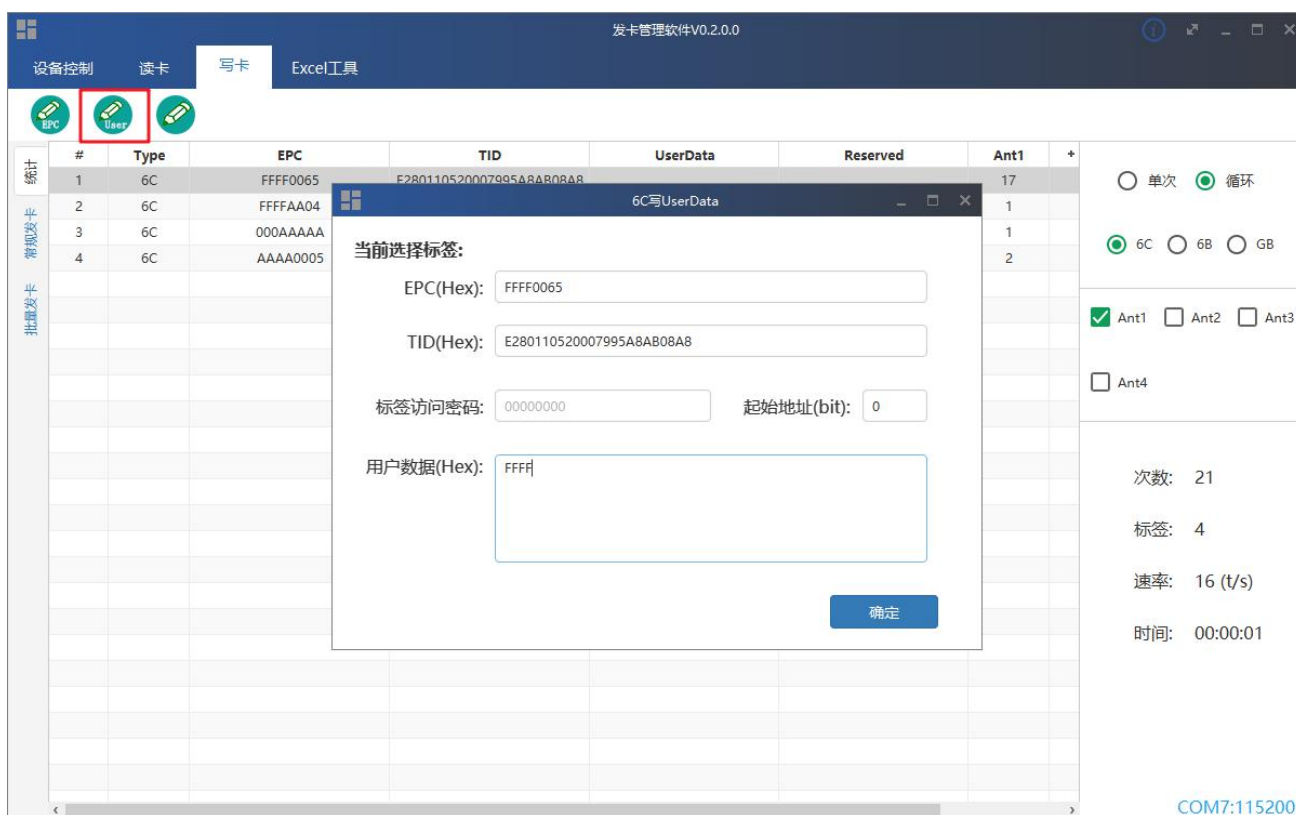 发卡管理软件V0.2.0.0
设备控制 读卡 写卡 Excel工具
EPC User
统计
常规发卡
批量发卡
# Type EPC TID UserData Reserved Ant1 +
1 6C FFFF0065 E280110520007995A8AB08A8 17
2 6C FFFFAA04 1
3 6C 000AAAAA 1
4 6C AAAA0005 2
6C写UserData
当前选择标签:
EPC(Hex): FFFF0065
TID(Hex): E280110520007995A8AB08A8
标签访问密码: 00000000 起始地址(bit): 0
用户数据(Hex): FFFF
确定
单次 循环
6C 6B GB
Ant1 Ant2 Ant3
Ant4
次数: 21
标签: 4
速率: 16 (t/s)
时间: 00:00:01
COM7:115200